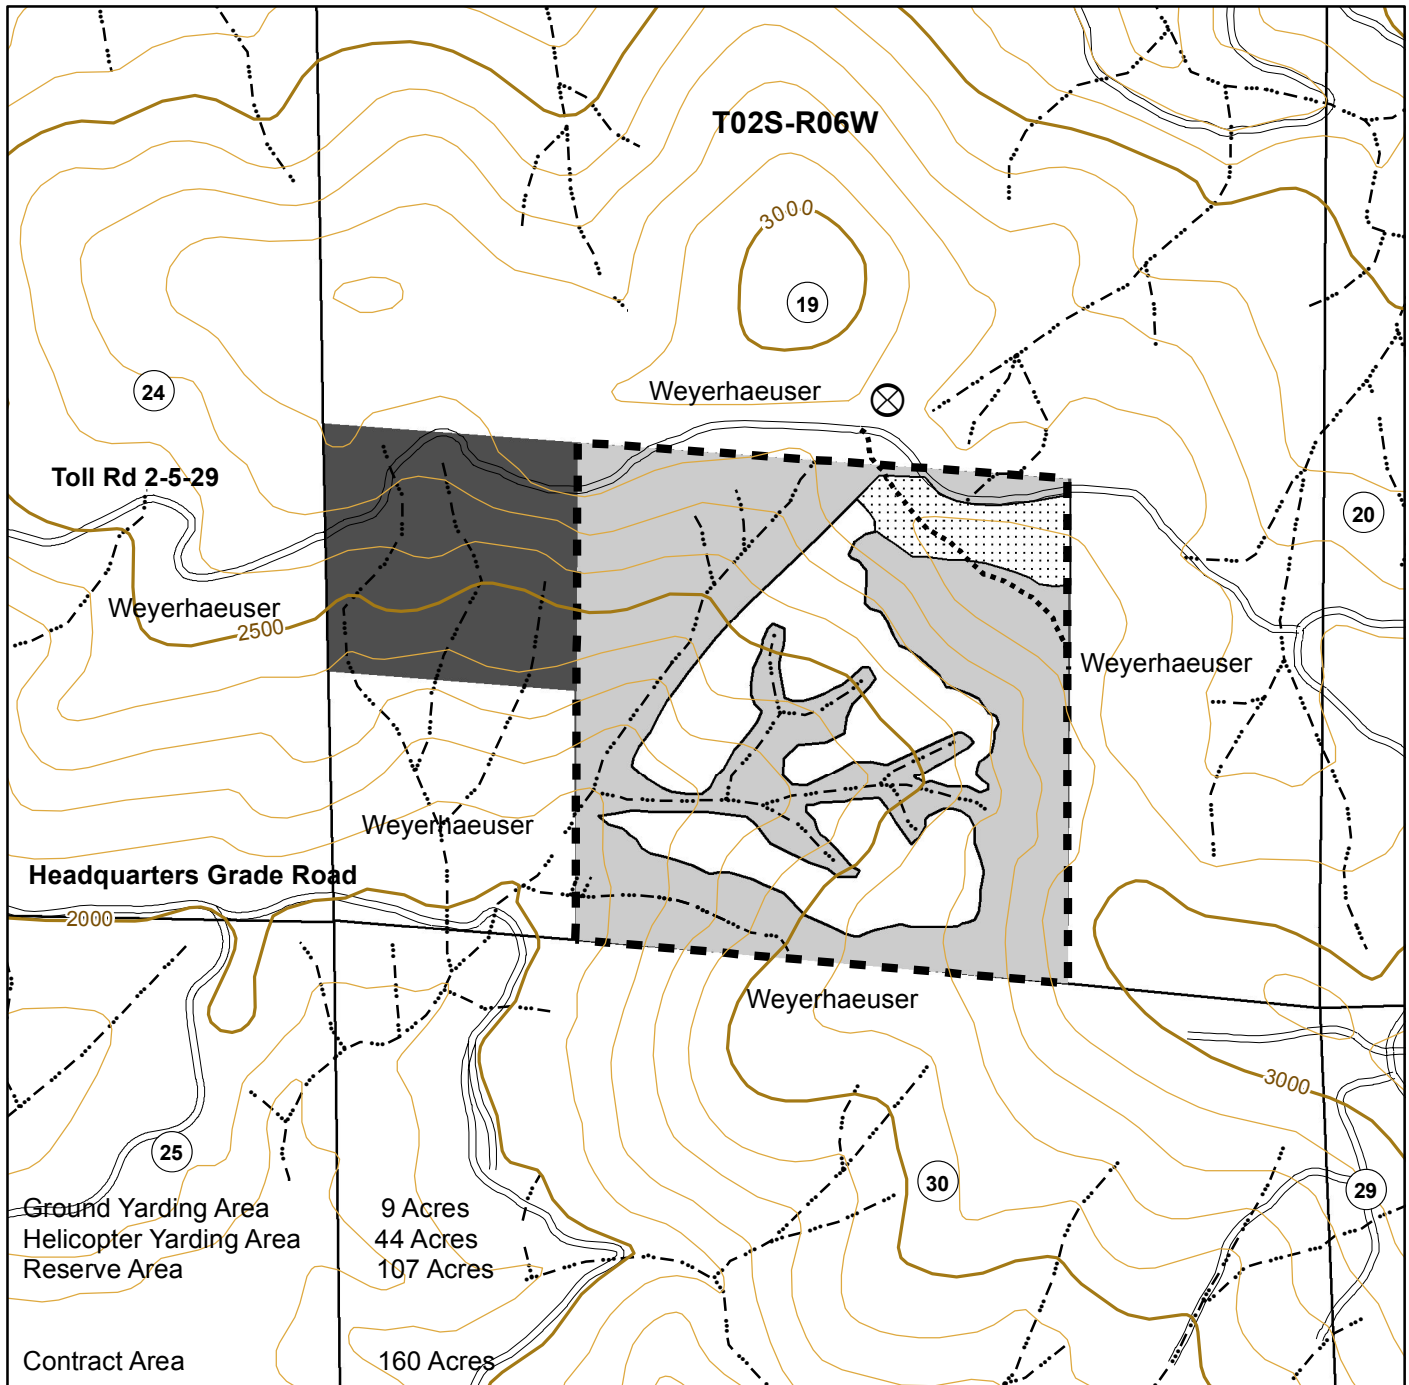 T02S-R06W
3000
19
Weyerhaeuser
24
Toll Rd 2-5-29
20
Weyerhaeuser
2500
Weyerhaeuser
Weyerhaeuser
Headquarters Grade Road
2000
Weyerhaeuser
3000
25
30
29
Ground Yarding Area 9 Acres
Helicopter Yarding Area 44 Acres
Reserve Area 107 Acres
Contract Area 160 Acres